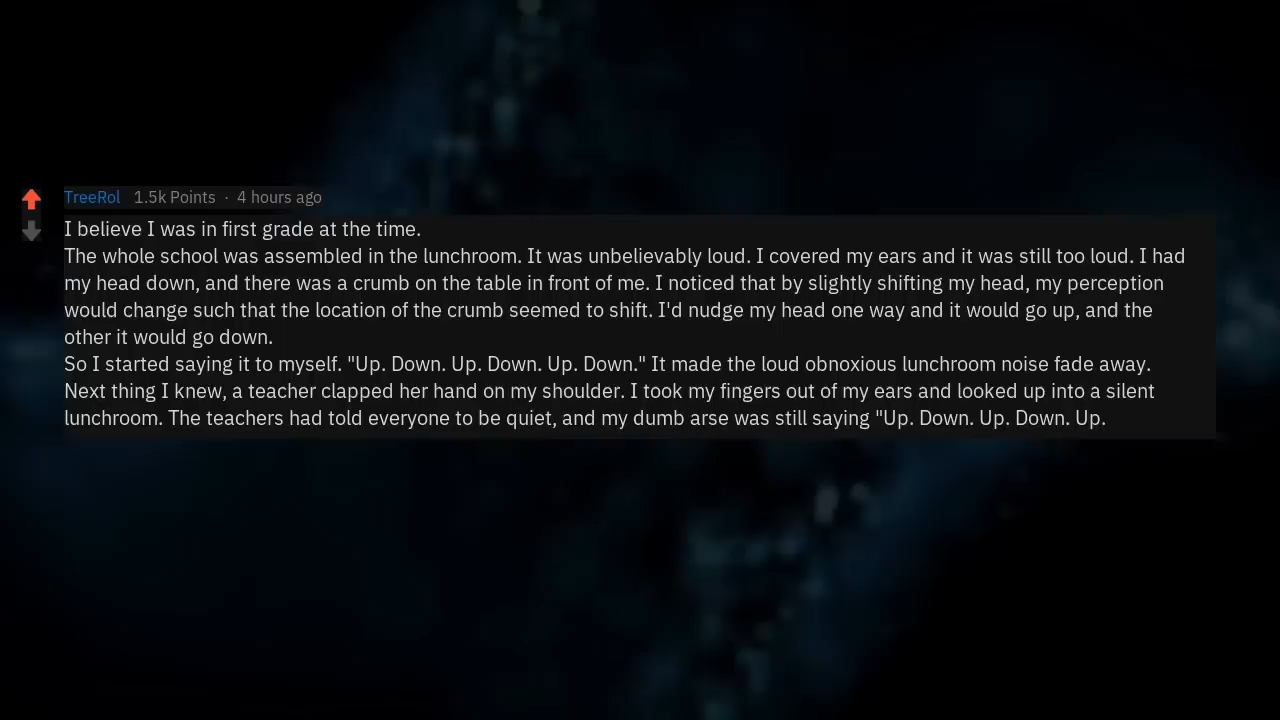 TreeRol 1.5k Points · 4 hours ago
I believe I was in first grade at the time.
The whole school was assembled in the lunchroom. It was unbelievably loud. I covered my ears and it was still too loud. I had
my head down, and there was a crumb on the table in front of me. I noticed that by slightly shifting my head, my perception
would change such that the location of the crumb seemed to shift. I'd nudge my head one way and it would go up, and the
other it would go down.
So I started saying it to myself. "Up. Down. Up. Down. Up. Down." It made the loud obnoxious lunchroom noise fade away.
Next thing I knew, a teacher clapped her hand on my shoulder. I took my fingers out of my ears and looked up into a silent
lunchroom. The teachers had told everyone to be quiet, and my dumb arse was still saying "Up. Down. Up. Down. Up.